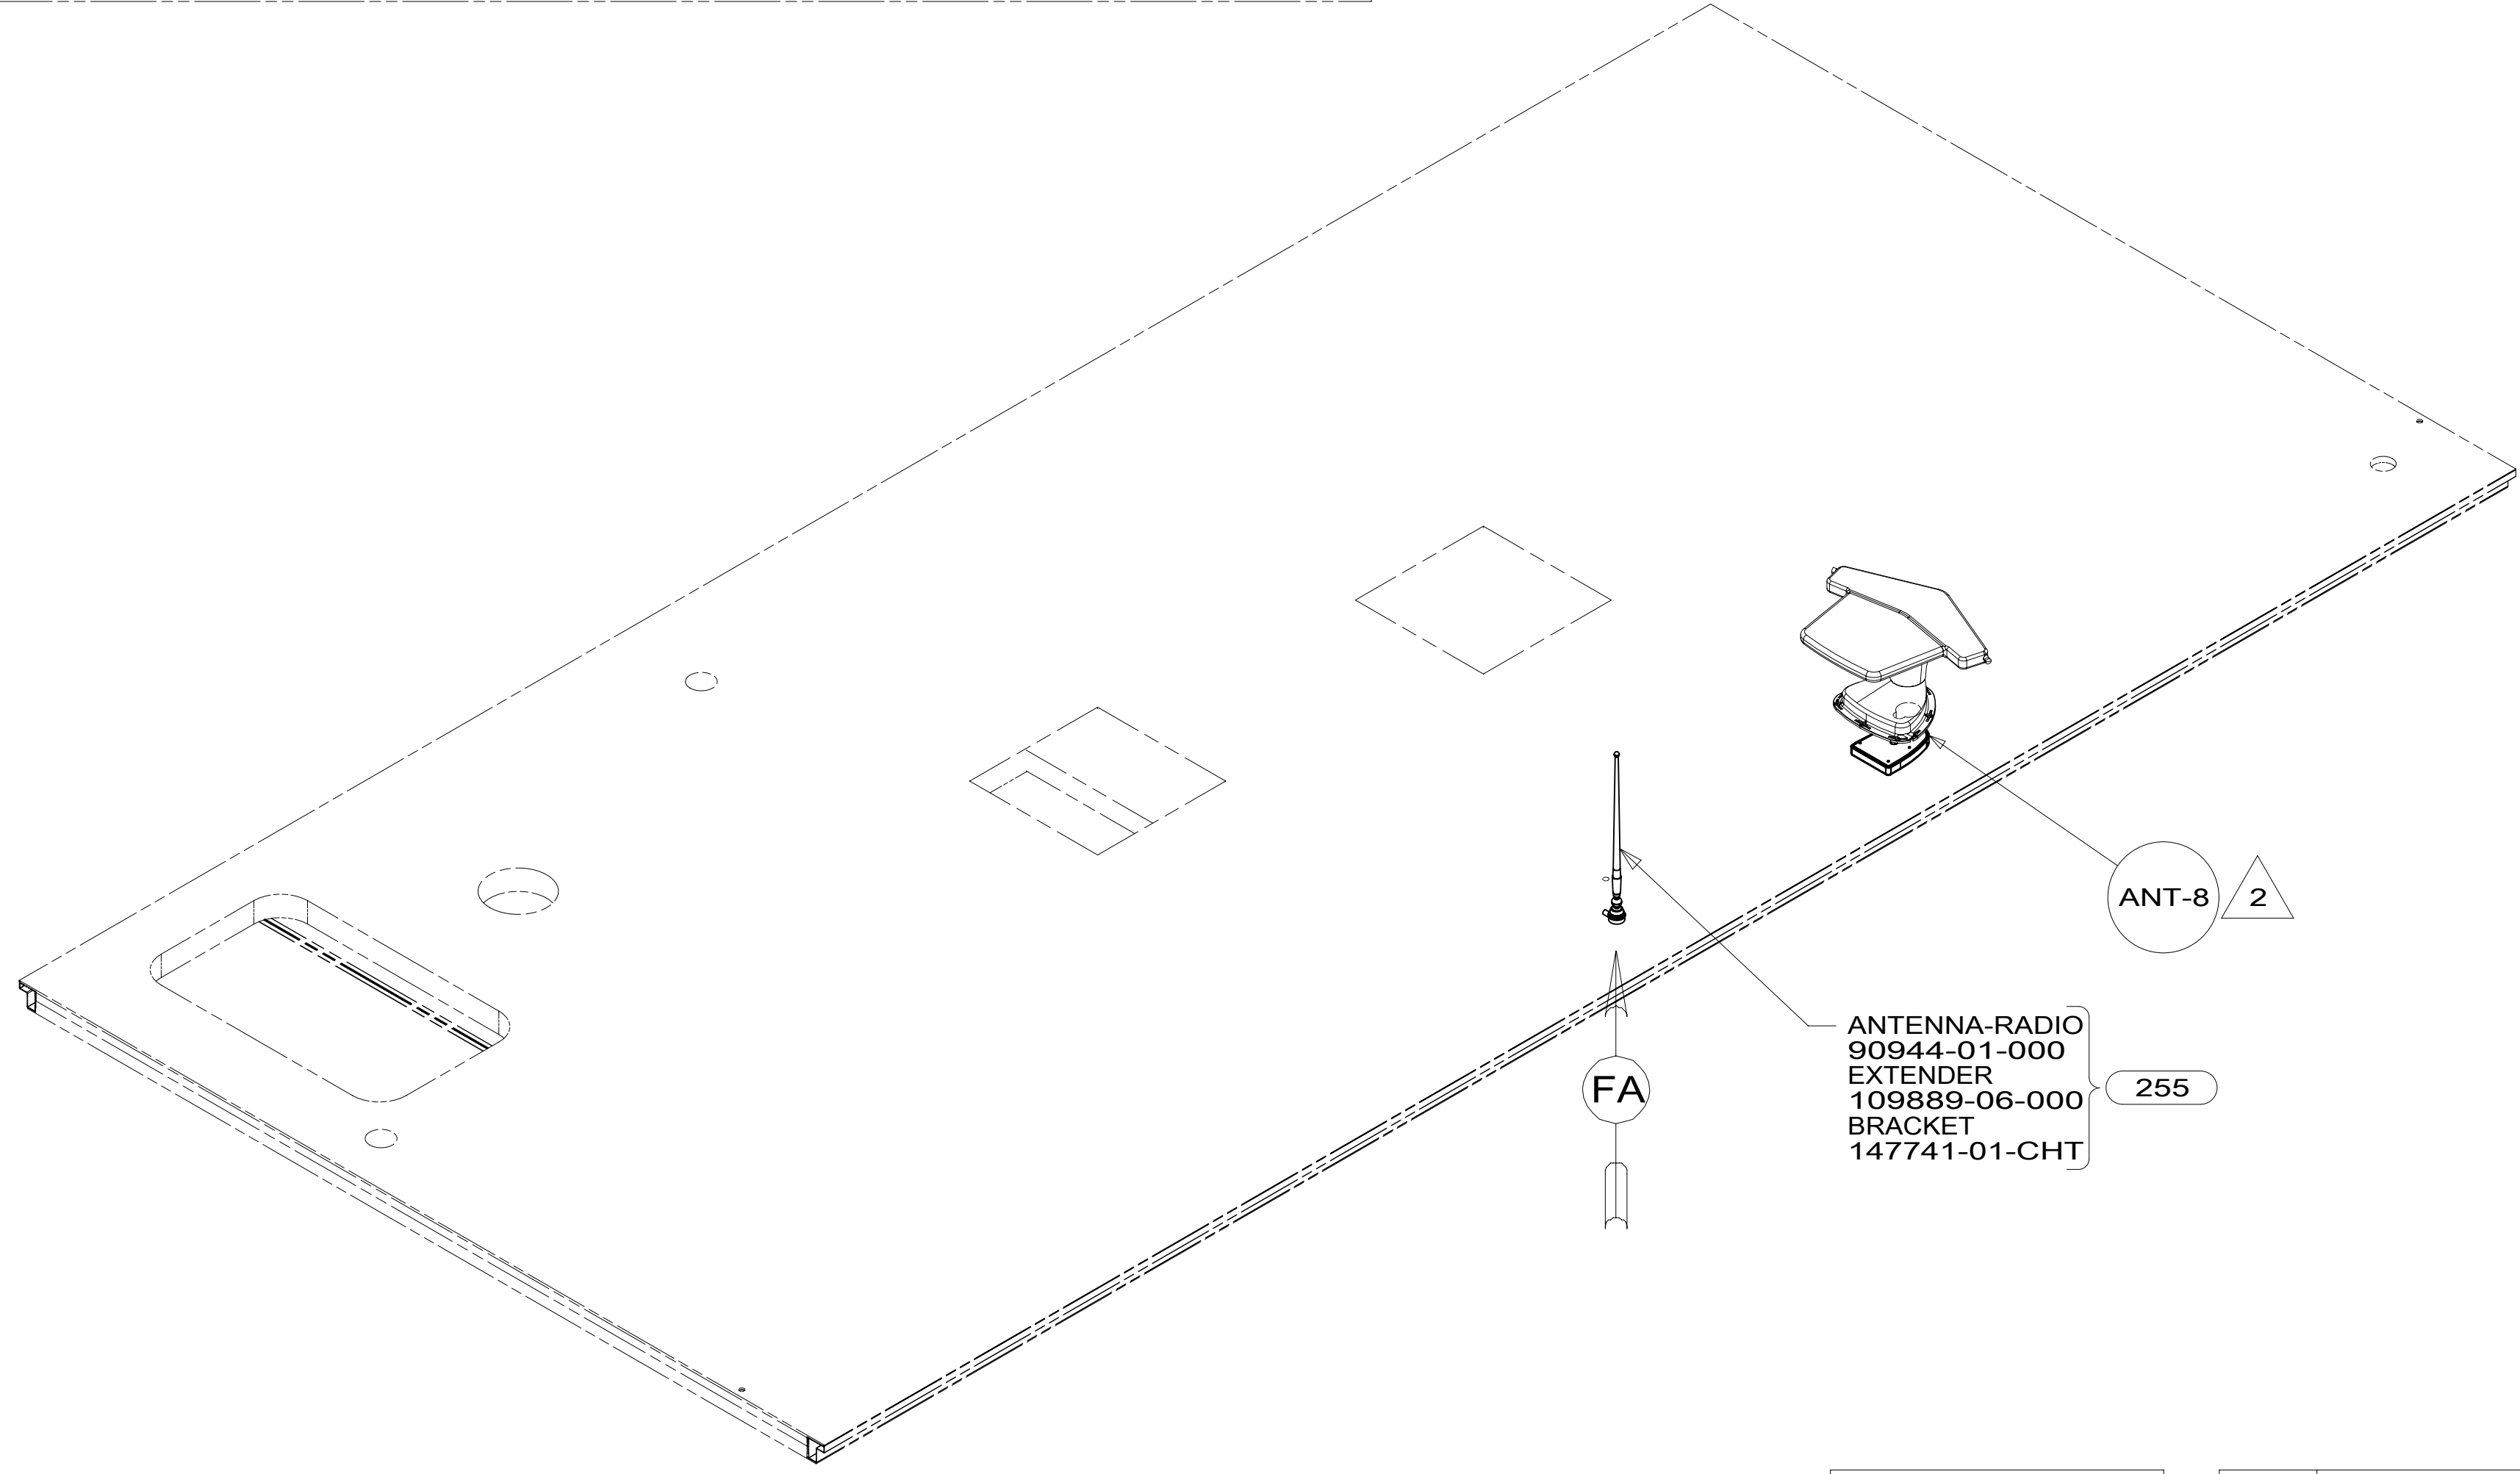 ANT-8
2
ANTENNA-RADIO
90944-01-000
EXTENDER
109889-06-000
BRACKET
147741-01-CHT
255
FA